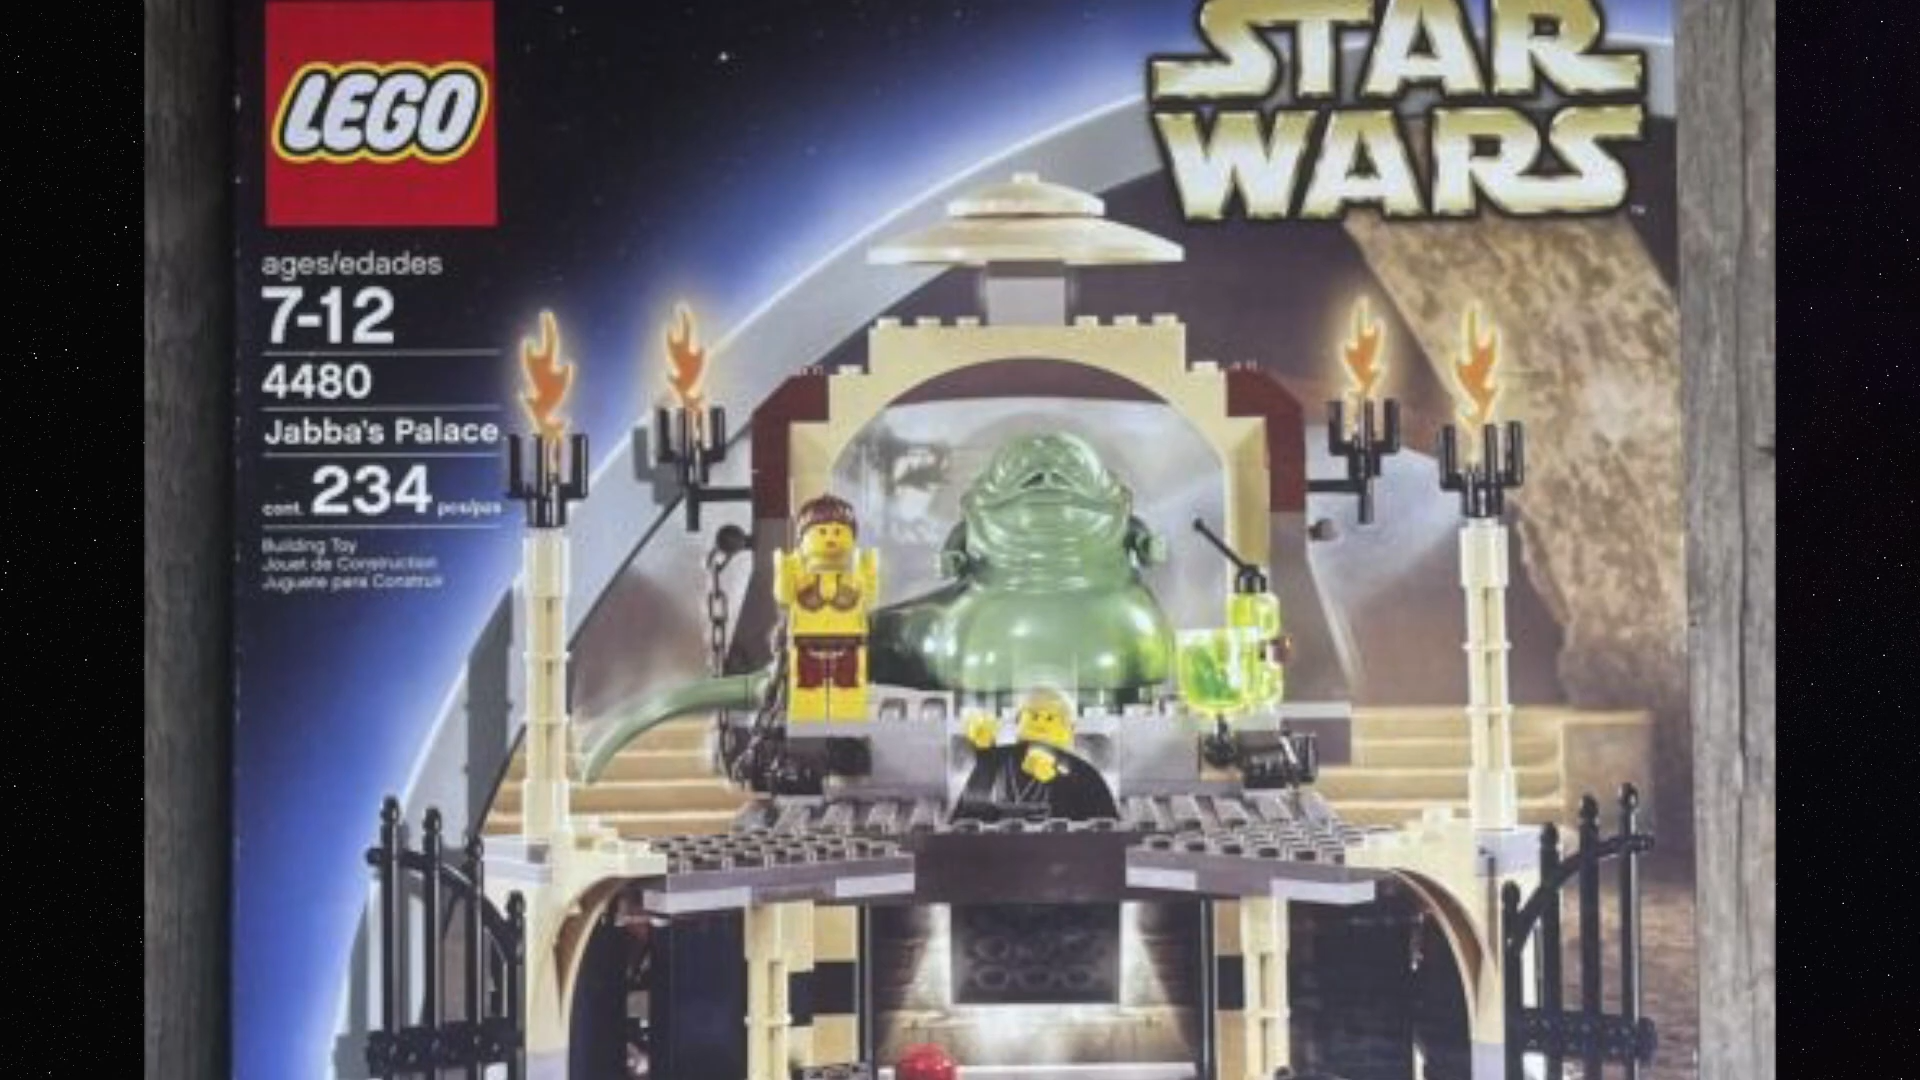 LEGO
STAR
WARS
ages/edades
7-12
4480
Jabba's Palace
cont. 234 pcs/pzs
Building Toy
Jouet de Construction
Juguete para Construir